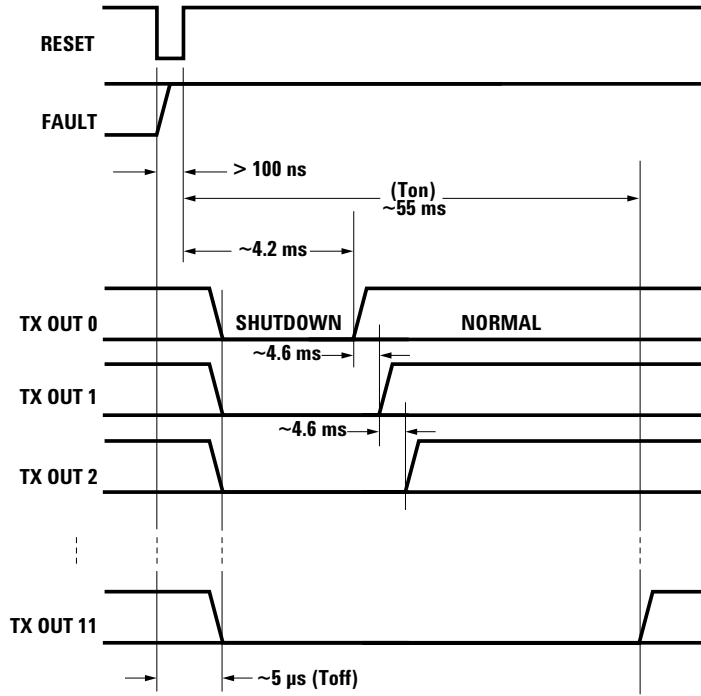 RESET
FAULT
> 100 ns
(Ton)
~55 ms
~4.2 ms
TX OUT 0
SHUTDOWN
NORMAL
~4.6 ms
TX OUT 1
~4.6 ms
TX OUT 2
TX OUT 11
~5 µs (Toff)